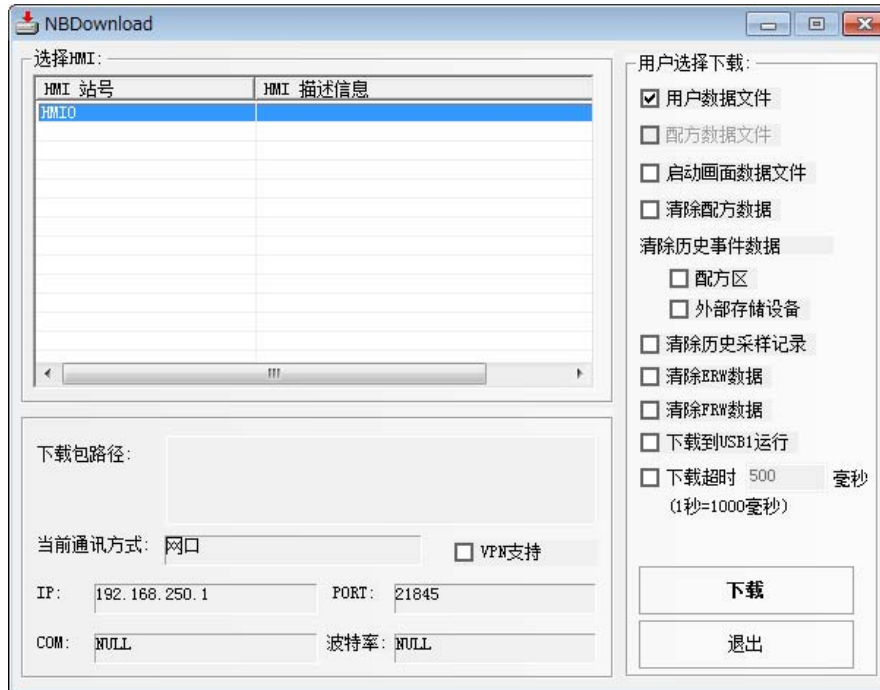 NBDownload
选择HMI:
HMI 站号 HMI 描述信息
HMI0
下载包路径:
当前通讯方式: 网口
VPN支持
IP: 192.168.250.1 PORT: 21845
COM: NULL 波特率: NULL
用户选择下载:
用户数据文件
配方数据文件
启动画面数据文件
清除配方数据
清除历史事件数据
配方区
外部存储设备
清除历史采样记录
清除ERW数据
清除FRW数据
下载到USB1运行
下载超时 500 毫秒
(1秒=1000毫秒)
下载
退出